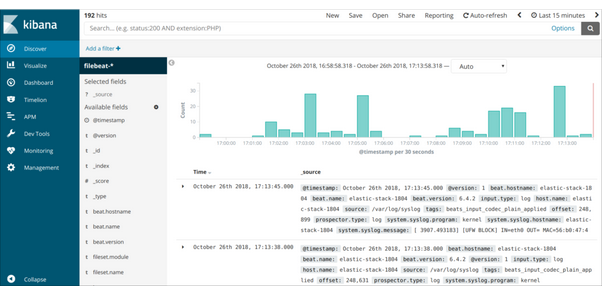 kibana
Discover
Visualize
Dashboard
Timelion
APM
Dev Tools
Monitoring
Management
Collapse
192 hits
New Save Open Share Reporting Auto-refresh Last 15 minutes
Search... (e.g. status:200 AND extension:PHP)
Options
Add a filter +
filebeat-*
Selected fields
? _source
Available fields
@timestamp
t @version
t _id
t _index
# _score
t _type
t beat.hostname
t beat.name
t beat.version
t fileset.module
t fileset.name
October 26th 2018, 16:58:58.318 - October 26th 2018, 17:13:58.318 —
Auto
Count
30
20
10
0
17:00:00 17:01:00 17:02:00 17:03:00 17:04:00 17:05:00 17:06:00 17:07:00 17:08:00 17:09:00 17:10:00 17:11:00 17:12:00 17:13:00
@timestamp per 30 seconds
Time _source
October 26th 2018, 17:13:45.000
@timestamp: October 26th 2018, 17:13:45.000 @version: 1 beat.hostname: elastic-stack-18
04 beat.name: elastic-stack-1804 beat.version: 6.4.2 input.type: log host.name: elasti
c-stack-1804 source: /var/log/syslog tags: beats_input_codec_plain_applied offset: 248,
899 prospector.type: log system.syslog.program: kernel system.syslog.hostname: elastic
-stack-1804 system.syslog.message: [ 3907.493183] [UFW BLOCK] IN=eth0 OUT= MAC=56:b0:47:4
October 26th 2018, 17:13:38.000
@timestamp: October 26th 2018, 17:13:38.000 beat.hostname: elastic-stack-1804
beat.name: elastic-stack-1804 beat.version: 6.4.2 @version: 1 input.type: log
host.name: elastic-stack-1804 source: /var/log/syslog tags: beats_input_codec_plain_app
lied offset: 248,631 prospector.type: log system.syslog.program: kernel